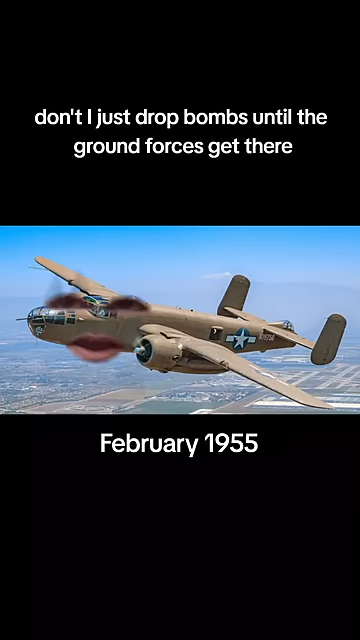 don't I just drop bombs until the
ground forces get there
February 1955